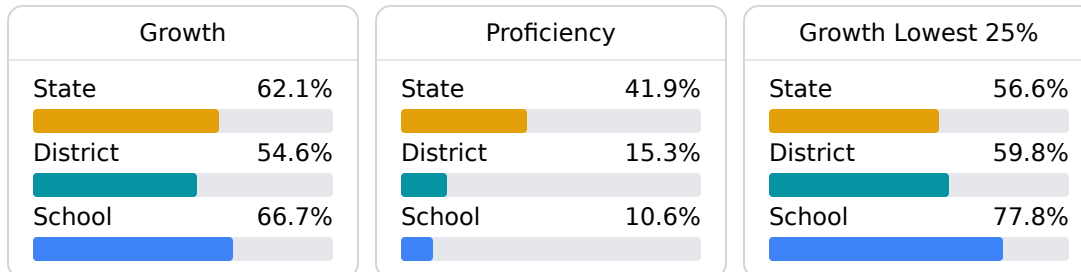 Growth
State 62.1%
District 54.6%
School 66.7%
Proficiency
State 41.9%
District 15.3%
School 10.6%
Growth Lowest 25%
State 56.6%
District 59.8%
School 77.8%